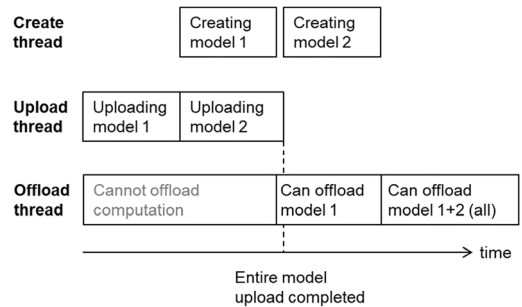 Create
thread
Creating
model 1
Creating
model 2
Upload
thread
Uploading
model 1
Uploading
model 2
Offload
thread
Cannot offload
computation
Can offload
model 1
Can offload
model 1+2 (all)
time
Entire model
upload completed